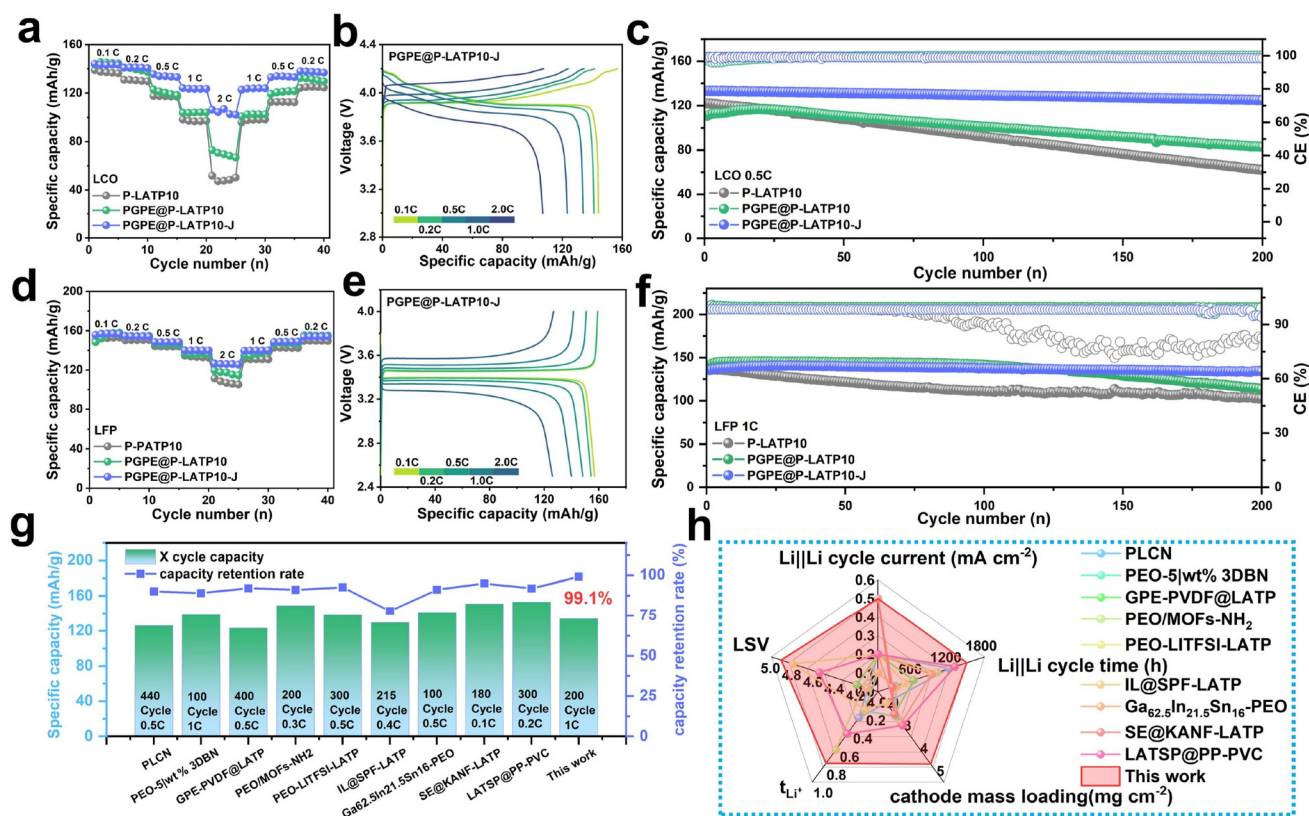 a
160
120
80
40
0
Specific capacity (mAh/g)
0.1 C
0.2 C
0.5 C
1 C
2 C
1 C
0.5 C
0.2 C
LCO
P-LATP10
PGPE@P-LATP10
PGPE@P-LATP10-J
0 10 20 30 40
Cycle number (n)
b
PGPE@P-LATP10-J
4.4
4.0
3.6
3.2
2.8
Voltage (V)
0.1C 0.5C 2.0C
0.2C 1.0C
0 40 80 120 160
Specific capacity (mAh/g)
c
160
120
80
40
0
Specific capacity (mAh/g)
LCO 0.5C
P-LATP10
PGPE@P-LATP10
PGPE@P-LATP10-J
100
80
60
40
20
0
CE (%)
0 50 100 150 200
Cycle number (n)
d
200
160
120
80
40
0
Specific capacity (mAh/g)
0.1 C
0.2 C
0.5 C
1 C
2 C
1 C
0.5 C
0.2 C
LFP
P-PATP10
PGPE@P-LATP10
PGPE@P-LATP10-J
0 10 20 30 40
Cycle number (n)
e
PGPE@P-LATP10-J
4.0
3.6
3.2
2.8
2.4
Voltage (V)
0.1C 0.5C 2.0C
0.2C 1.0C
0 40 80 120 160
Specific capacity (mAh/g)
f
200
150
100
50
0
Specific capacity (mAh/g)
LFP 1C
P-LATP10
PGPE@P-LATP10
PGPE@P-LATP10-J
90
60
30
0
CE (%)
0 50 100 150 200
Cycle number (n)
g
200
160
120
80
40
0
Specific capacity (mAh/g)
X cycle capacity
capacity retention rate
99.1%
100
75
50
25
0
capacity retention rate (%)
440 Cycle 0.5C
100 Cycle 1C
400 Cycle 0.5C
200 Cycle 0.3C
300 Cycle 0.5C
215 Cycle 0.4C
100 Cycle 0.5C
180 Cycle 0.1C
300 Cycle 0.2C
200 Cycle 1C
PLCN
PEO-5|wt% 3DBN
GPE-PVDF@LATP
PEO/MOFs-NH2
PEO-LITFSI-LATP
IL@SPF-LATP
Ga62.5In21.5Sn16-PEO
SE@KANF-LATP
LATSP@PP-PVC
This work
h
Li||Li cycle current (mA cm-2)
0.6
0.5
0.4
0.3
0.2
LSV
5.0
4.8
4.6
4.4
600
1200
1800
Li||Li cycle time (h)
0.2
0.4
0.6
0.8
1.0
tLi+
3
4
5
cathode mass loading(mg cm-2)
PLCN
PEO-5|wt% 3DBN
GPE-PVDF@LATP
PEO/MOFs-NH2
PEO-LITFSI-LATP
IL@SPF-LATP
Ga62.5In21.5Sn16-PEO
SE@KANF-LATP
LATSP@PP-PVC
This work